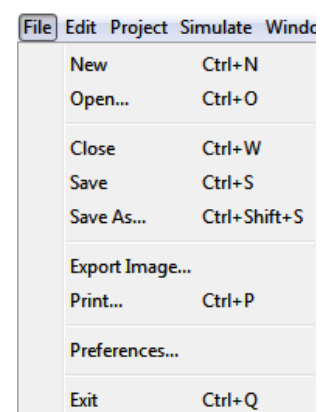 File Edit Project Simulate
New Ctrl+N
Open... Ctrl+O
Close Ctrl+W
Save Ctrl+S
Save As... Ctrl+Shift+S
Export Image...
Print... Ctrl+P
Preferences...
Exit Ctrl+Q